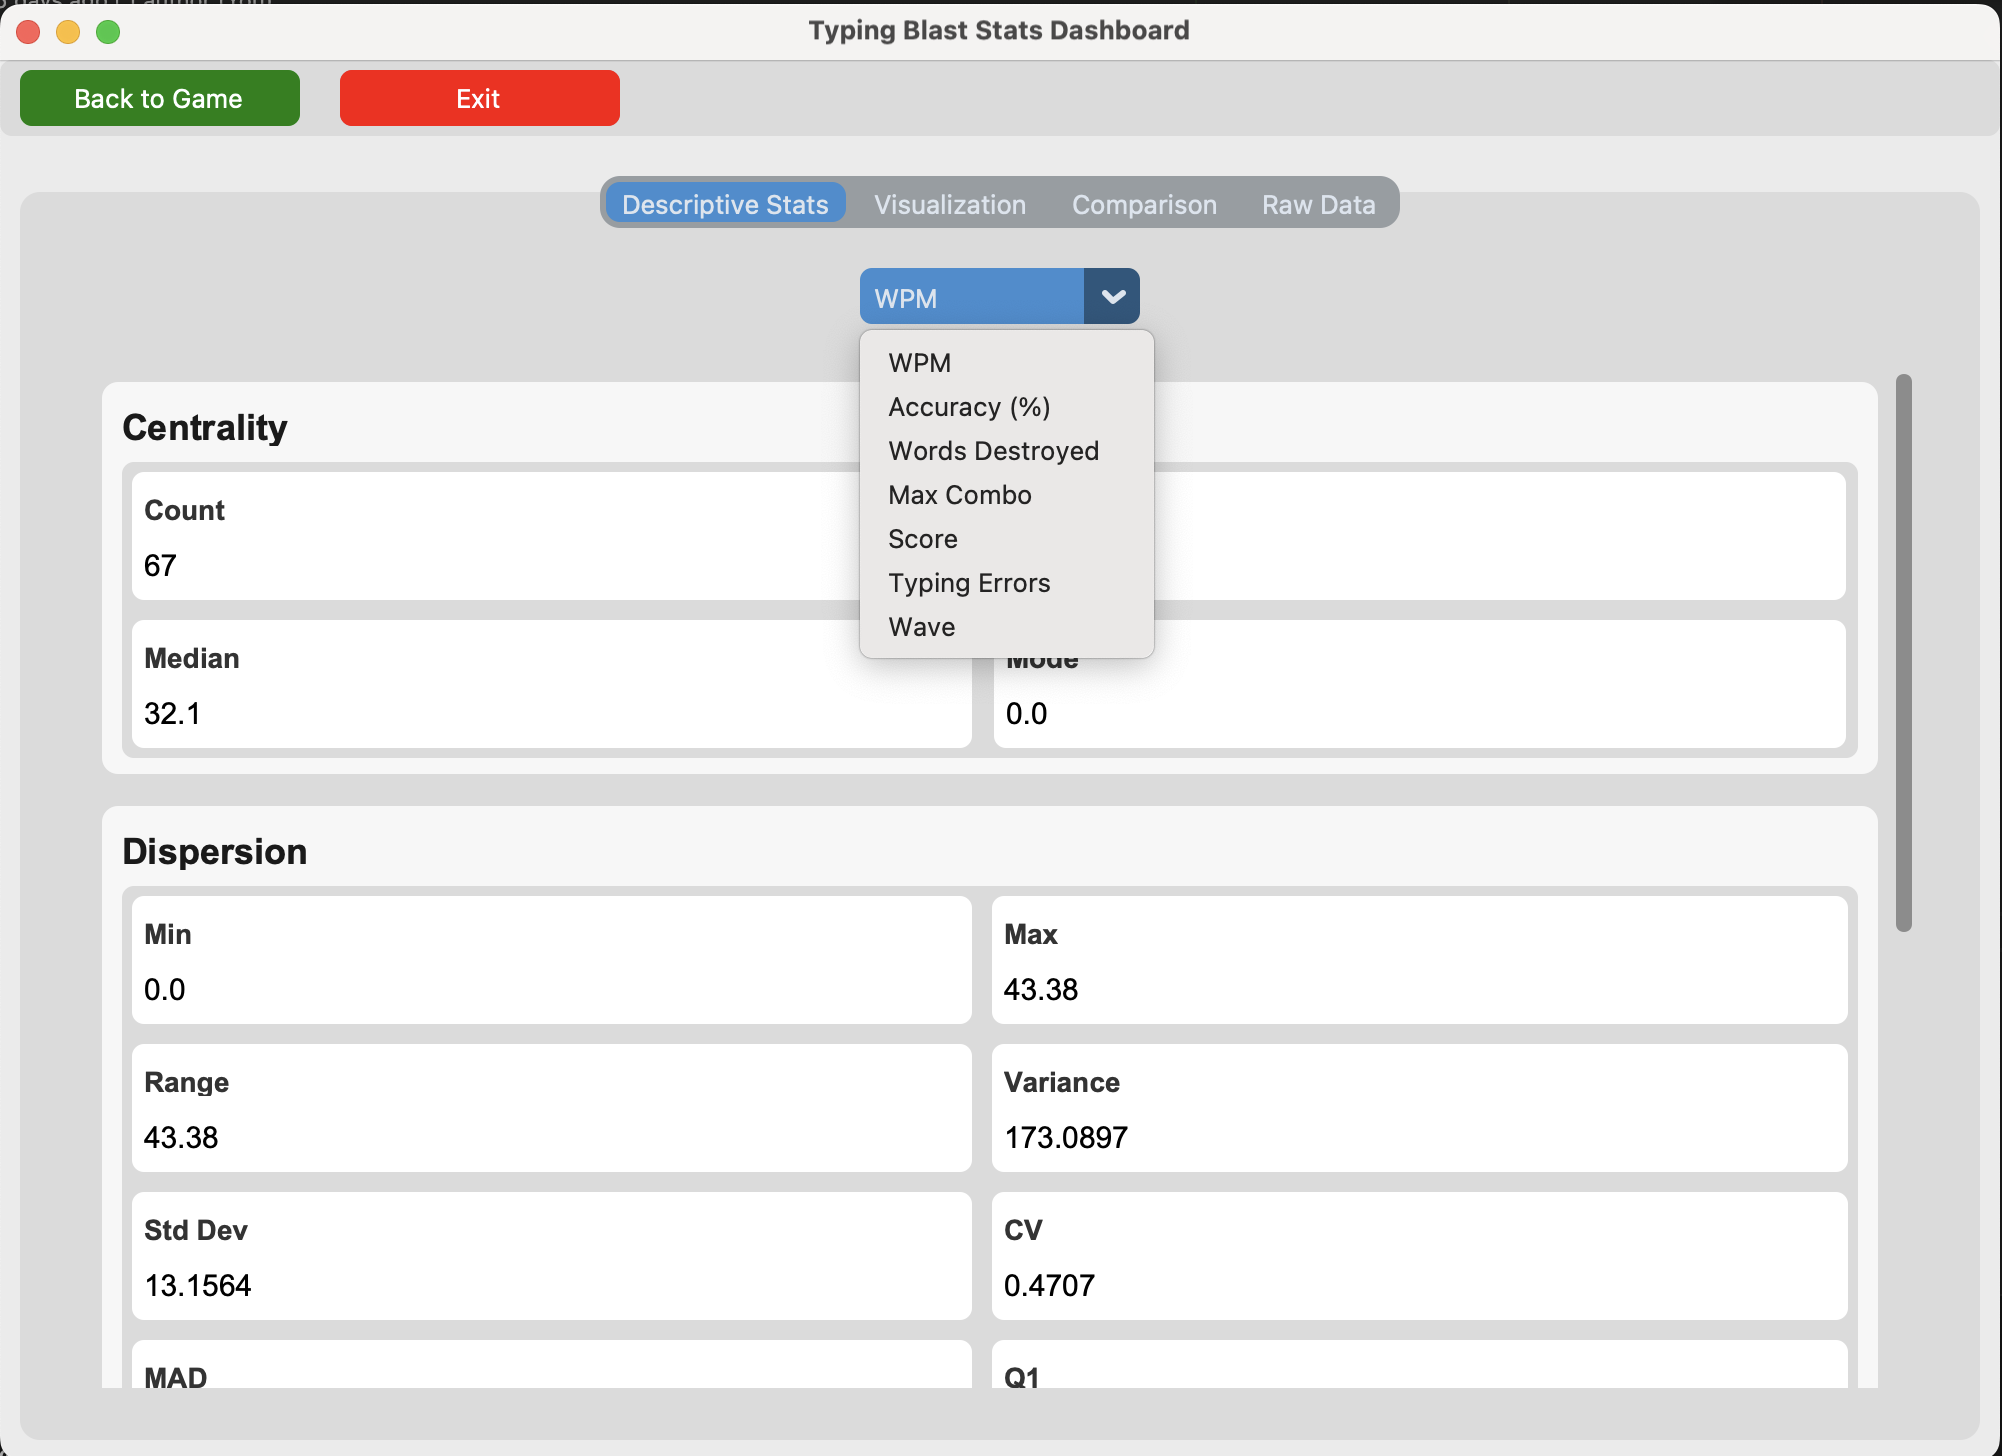 Typing Blast Stats Dashboard
Back to Game
Exit
Descriptive Stats
Visualization
Comparison
Raw Data
WPM
WPM
Accuracy (%)
Words Destroyed
Max Combo
Score
Typing Errors
Wave
Centrality
Count
67
Median
32.1
Mode
0.0
Dispersion
Min
0.0
Max
43.38
Range
43.38
Variance
173.0897
Std Dev
13.1564
CV
0.4707
MAD
Q1